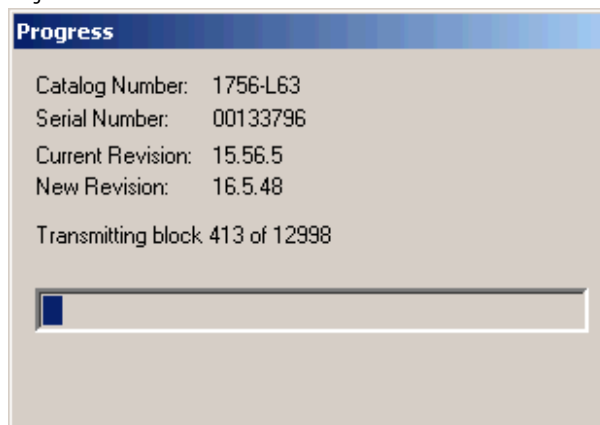 Progress
Catalog Number: 1756-L63
Serial Number: 00133796
Current Revision: 15.56.5
New Revision: 16.5.48
Transmitting block 413 of 12998